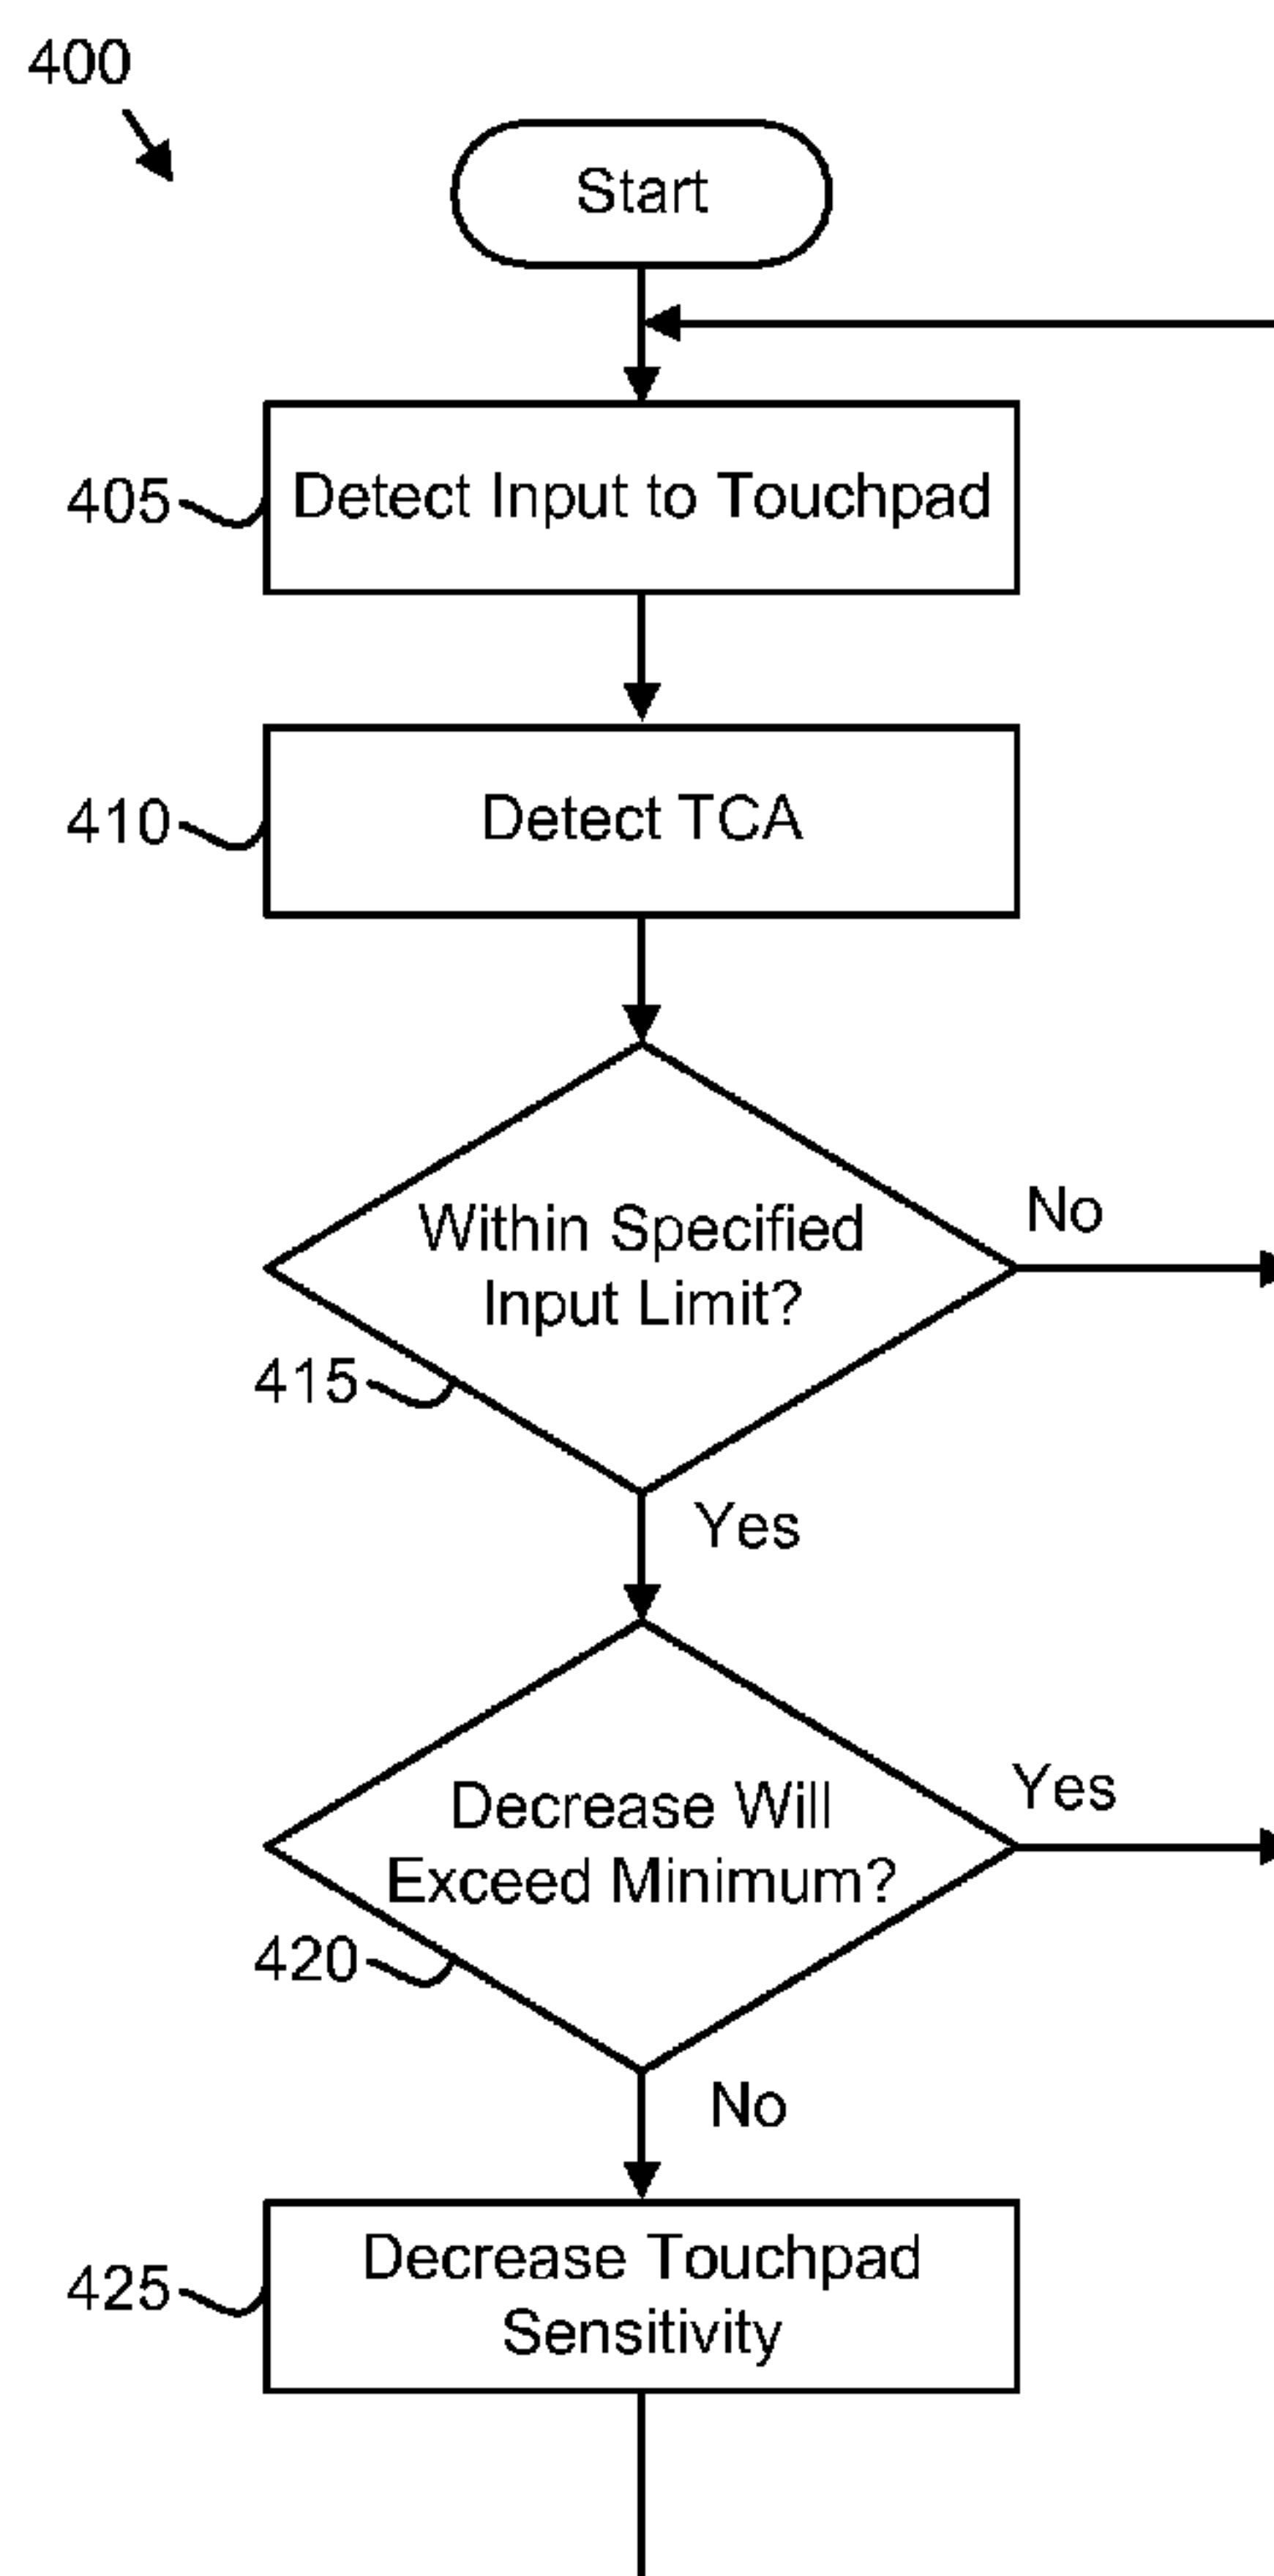 400
Start
405
Detect Input to Touchpad
410
Detect TCA
Within Specified
Input Limit?
No
415
Yes
Decrease Will
Exceed Minimum?
Yes
420
No
425
Decrease Touchpad
Sensitivity